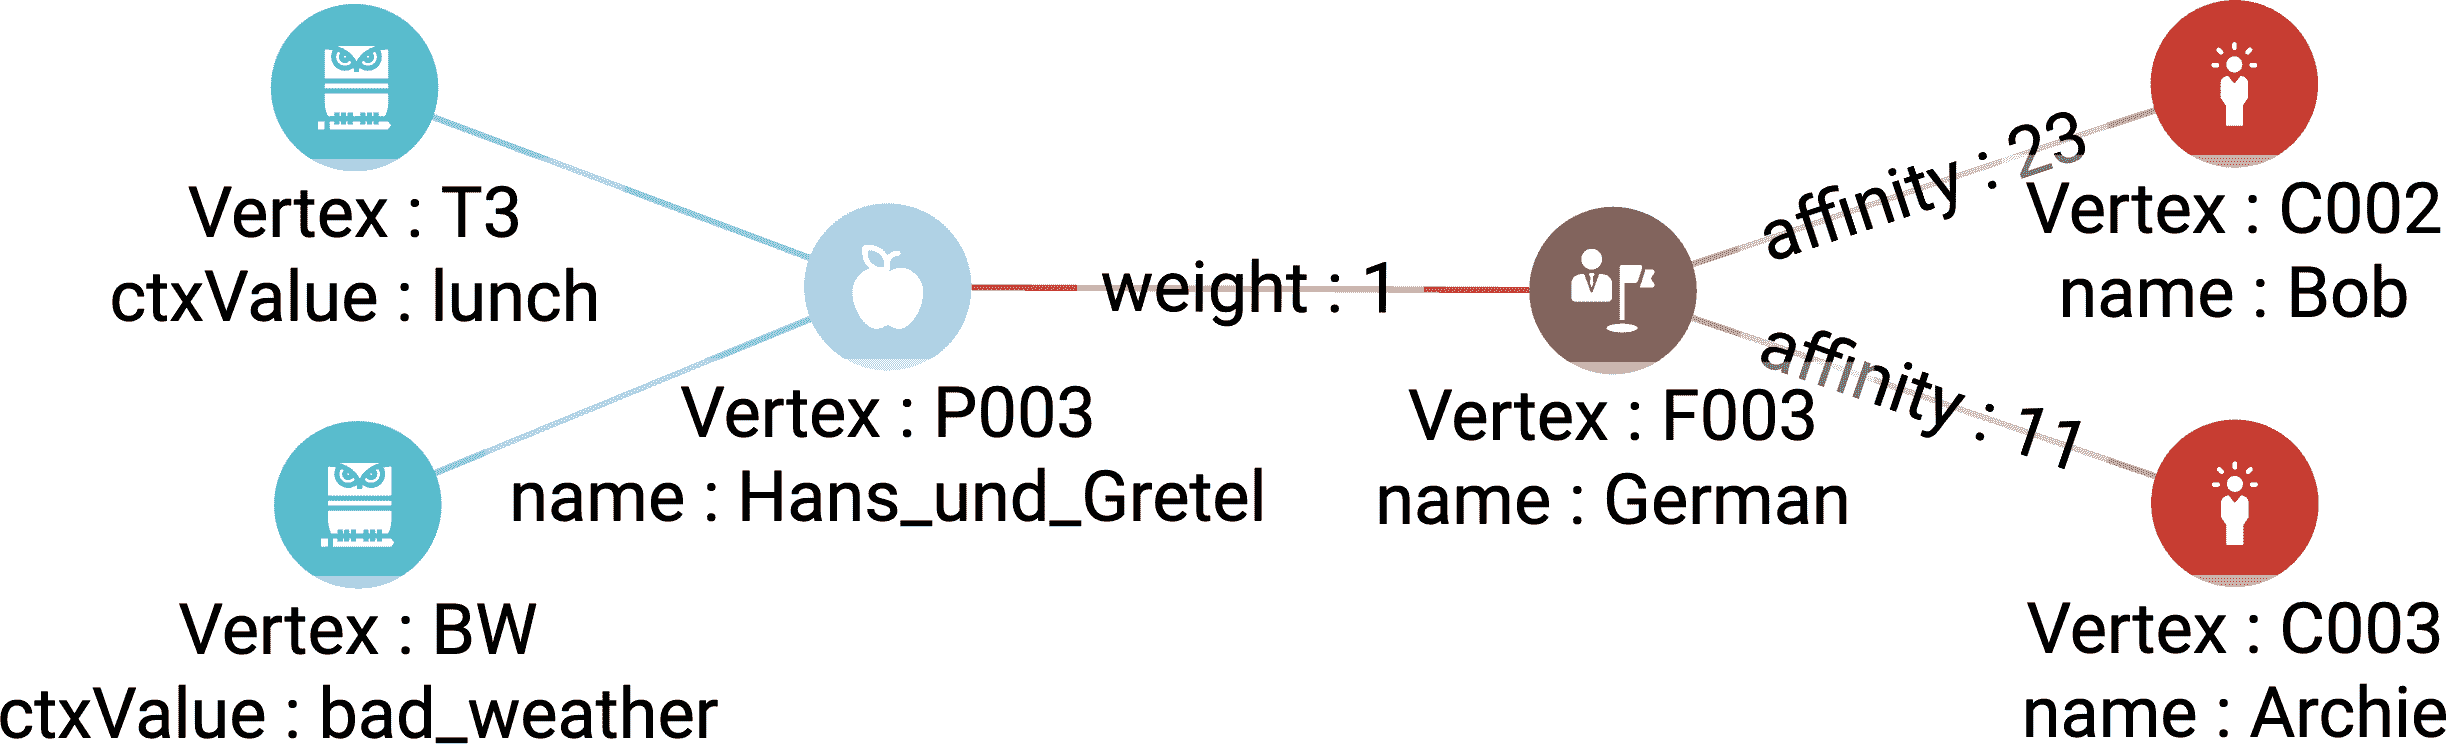 Vertex : T3
ctxValue : lunch
Vertex : BW
ctxValue : bad_weather
Vertex : P003
name : Hans_und_Gretel
weight : 1
Vertex : F003
name : German
affinity : 23
affinity : 11
Vertex : C002
name : Bob
Vertex : C003
name : Archie